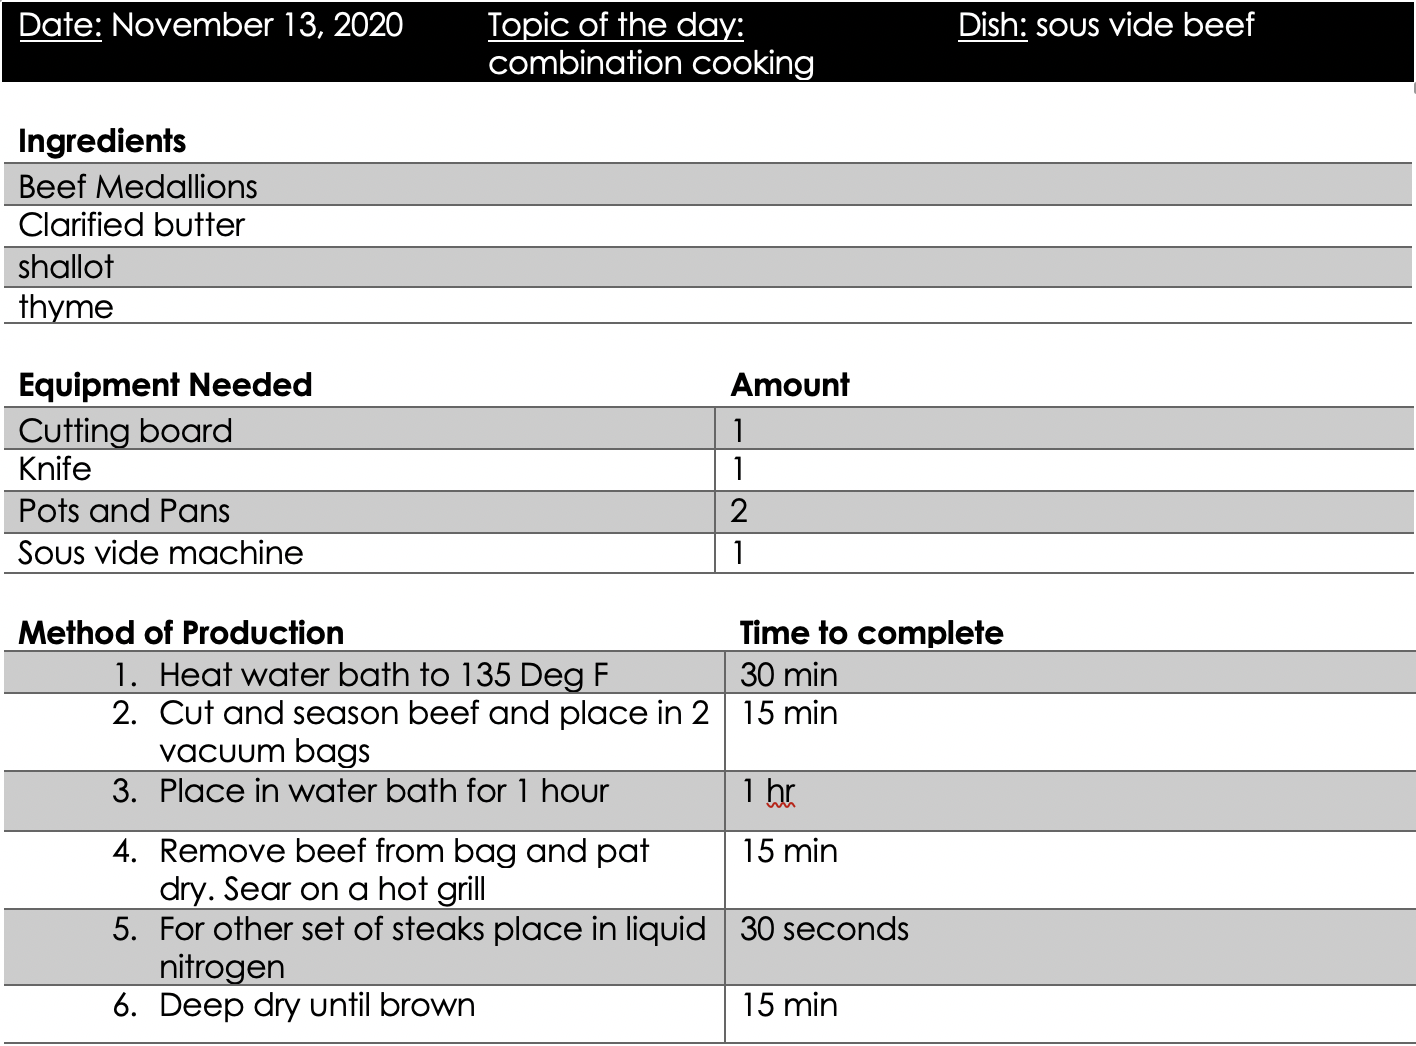 Date: November 13, 2020 Topic of the day: Dish: sous vide beef
combination cooking
Ingredients
Beef Medallions
Clarified butter
shallot
thyme
Equipment Needed Amount
Cutting board 1
Knife 1
Pots and Pans 2
Sous vide machine 1
Method of Production Time to complete
1. Heat water bath to 135 Deg F 30 min
2. Cut and season beef and place in 2 15 min
vacuum bags
3. Place in water bath for 1 hour 1 hr
4. Remove beef from bag and pat 15 min
dry. Sear on a hot grill
5. For other set of steaks place in liquid 30 seconds
nitrogen
6. Deep dry until brown 15 min